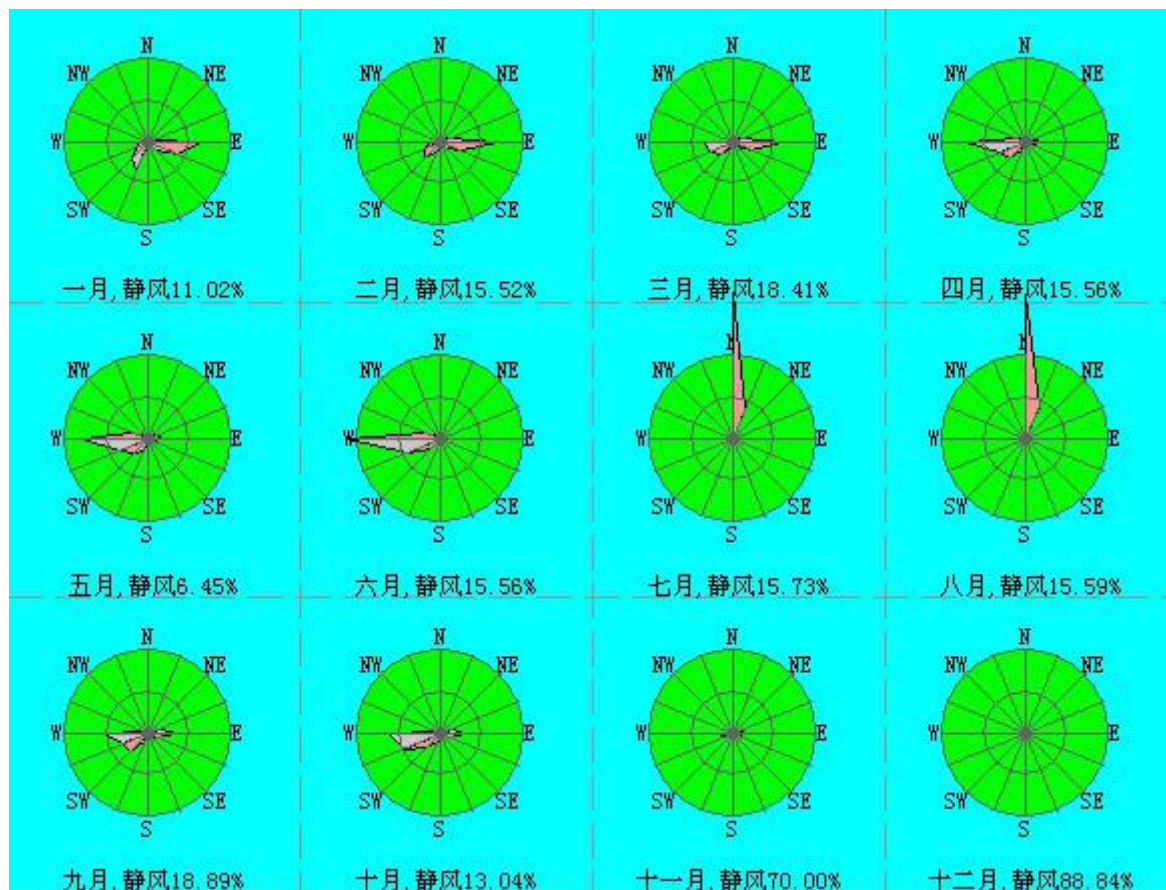 N N N N
NW NE NW NE NW NE NW NE
W E W E W E W E
SW SE SW SE SW SE SW SE
S S S S
一月,静风11.02% 二月,静风15.52% 三月,静风18.41% 四月,静风15.56%
N N N N
NW NE NW NE NW NE NW NE
W E W E W E W E
SW SE SW SE SW SE SW SE
S S S S
五月,静风6.45% 六月,静风15.56% 七月,静风15.73% 八月,静风15.59%
N N N N
NW NE NW NE NW NE NW NE
W E W E W E W E
SW SE SW SE SW SE SW SE
S S S S
九月,静风18.89% 十月,静风13.04% 十一月,静风70.00% 十二月,静风88.84%